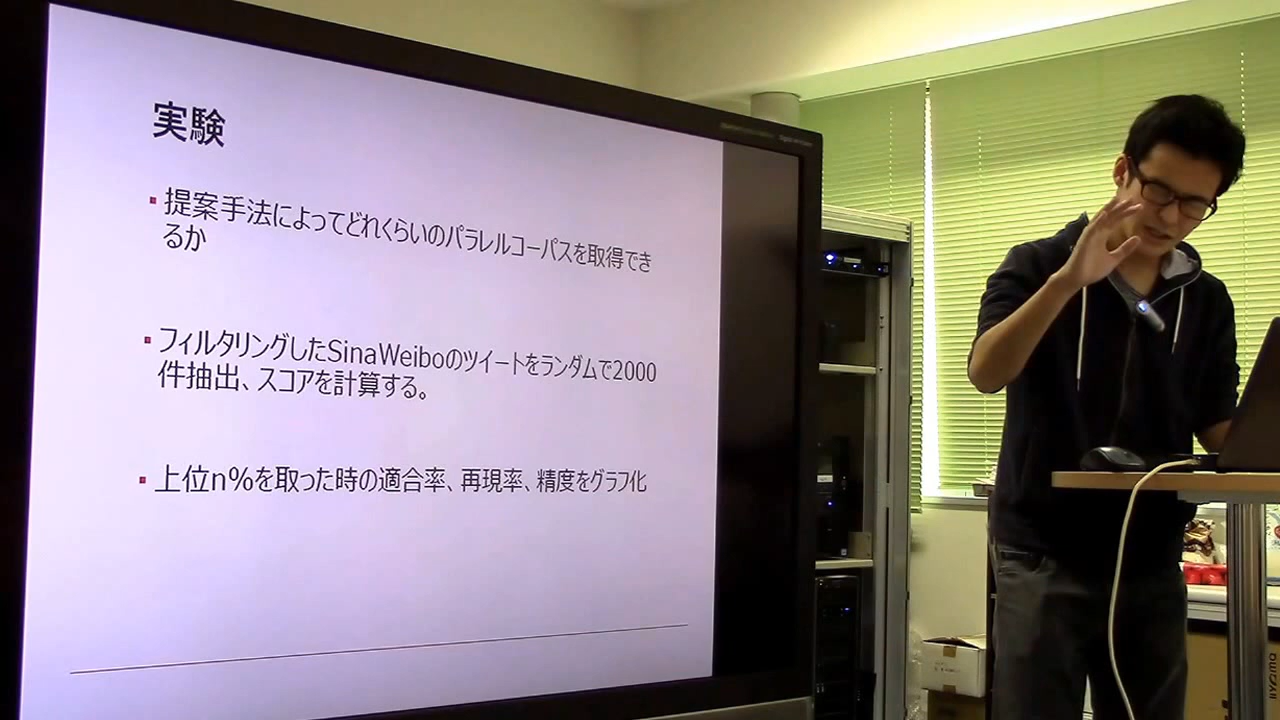 実験
提案手法によってどれくらいのパラレルコーパスを取得でき
るか
フィルタリングしたSinaWeiboのツイートをランダムで2000
件抽出、スコアを計算する。
上位n%を取った時の適合率、再現率、精度をグラフ化